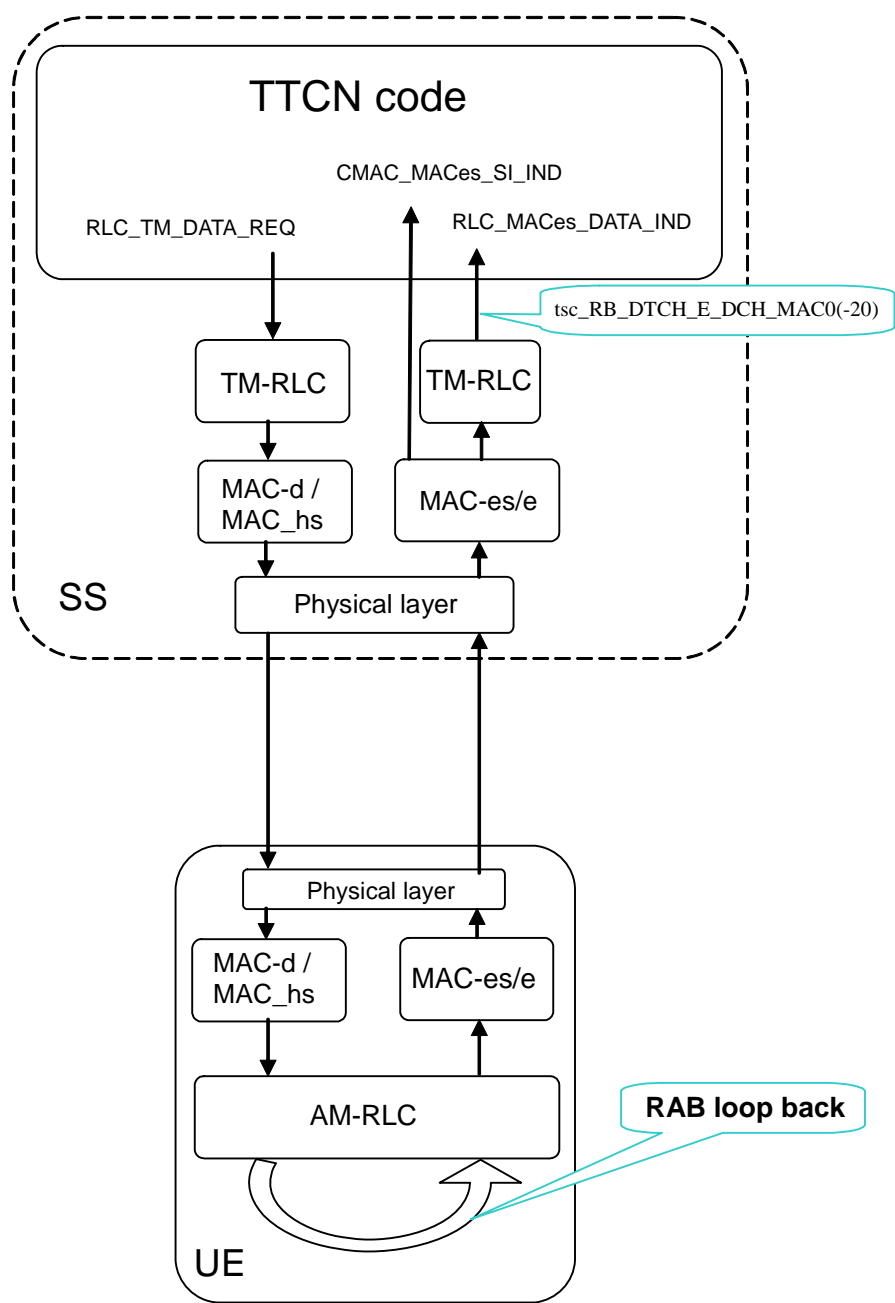 TTCN code
CMAC_MACes_SI_IND
RLC_TM_DATA_REQ
RLC_MACes_DATA_IND
tsc_RB_DTCH_E_DCH_MAC0(-20)
TM-RLC
TM-RLC
MAC-d /
MAC_hs
MAC-es/e
SS
Physical layer
Physical layer
MAC-d /
MAC_hs
MAC-es/e
AM-RLC
RAB loop back
UE